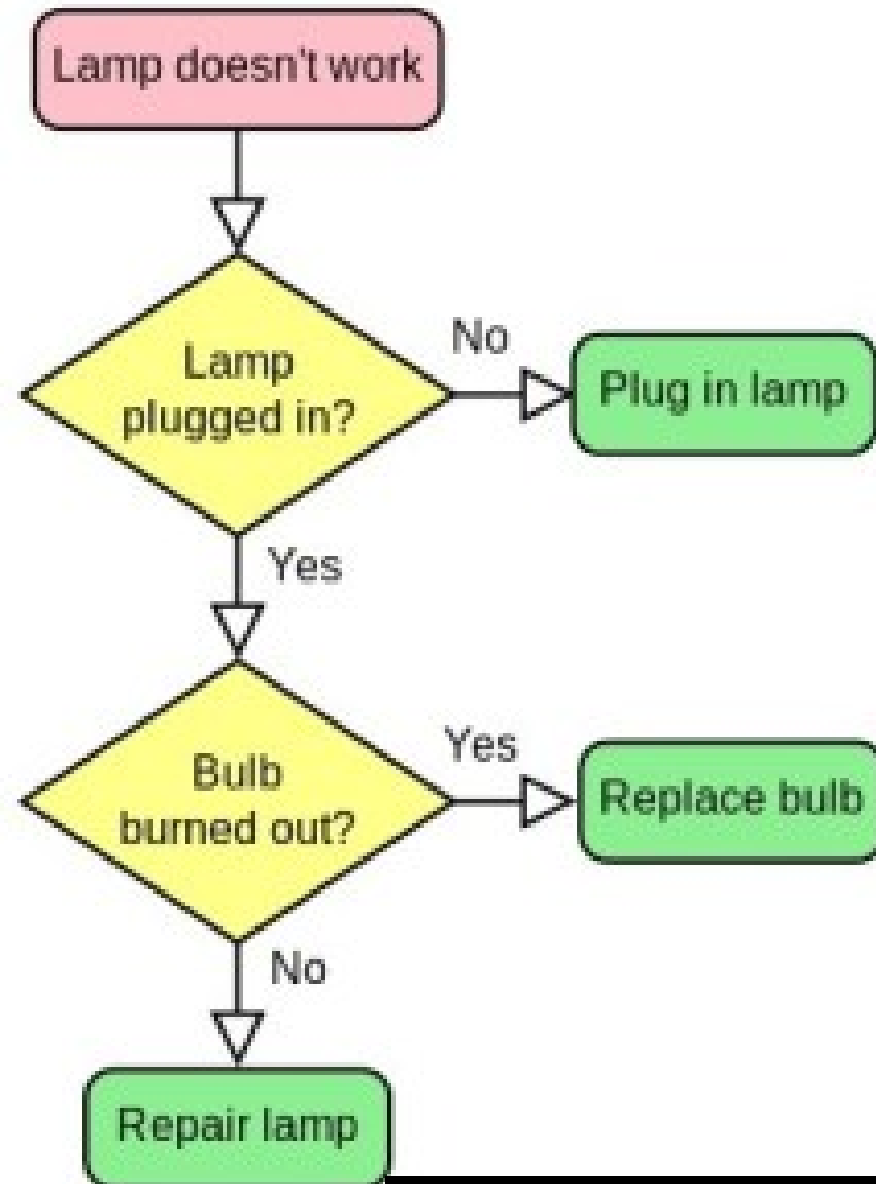 Lamp doesn't work
Lamp
plugged in?
No
Plug in lamp
Yes
Bulb
burned out?
Yes
Replace bulb
No
Repair lamp